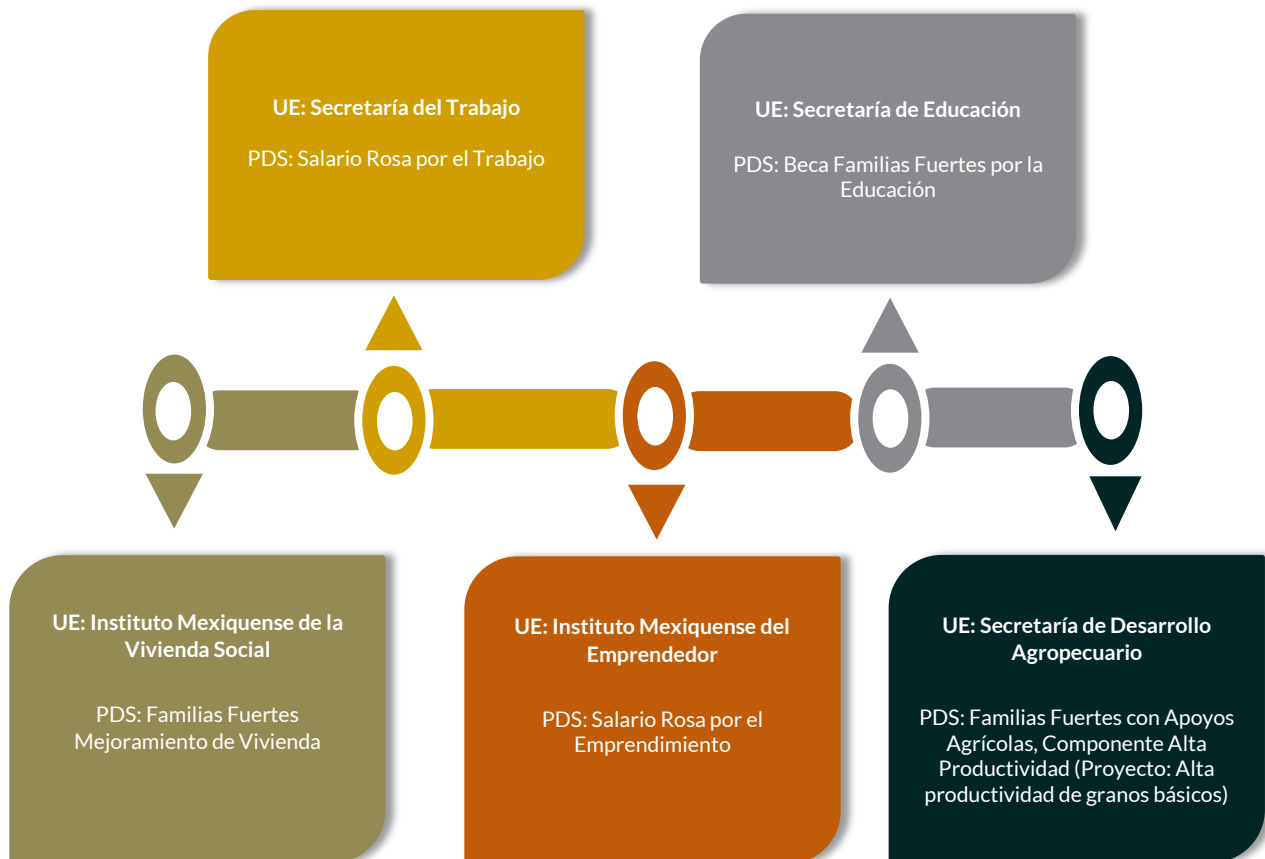 UE: Secretaría del Trabajo
PDS: Salario Rosa por el Trabajo
UE: Secretaría de Educación
PDS: Beca Familias Fuertes por la
Educación
UE: Instituto Mexiquense de la
Vivienda Social
PDS: Familias Fuertes
Mejoramiento de Vivienda
UE: Instituto Mexiquense del
Emprendedor
PDS: Salario Rosa por el
Emprendimiento
UE: Secretaría de Desarrollo
Agropecuario
PDS: Familias Fuertes con Apoyos
Agrícolas, Componente Alta
Productividad (Proyecto: Alta
productividad de granos básicos)